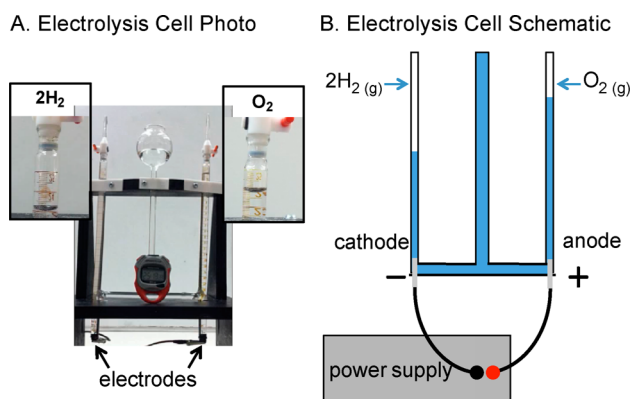 A. Electrolysis Cell Photo
2H2
O2
electrodes
B. Electrolysis Cell Schematic
2H2 (g)
O2 (g)
cathode
anode
− +
power supply